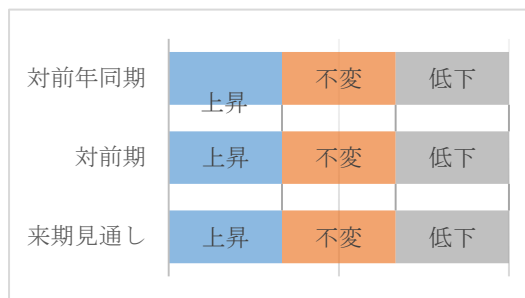 対前年同期 上昇 不変 低下
対前期 上昇 不変 低下
来期見通し 上昇 不変 低下